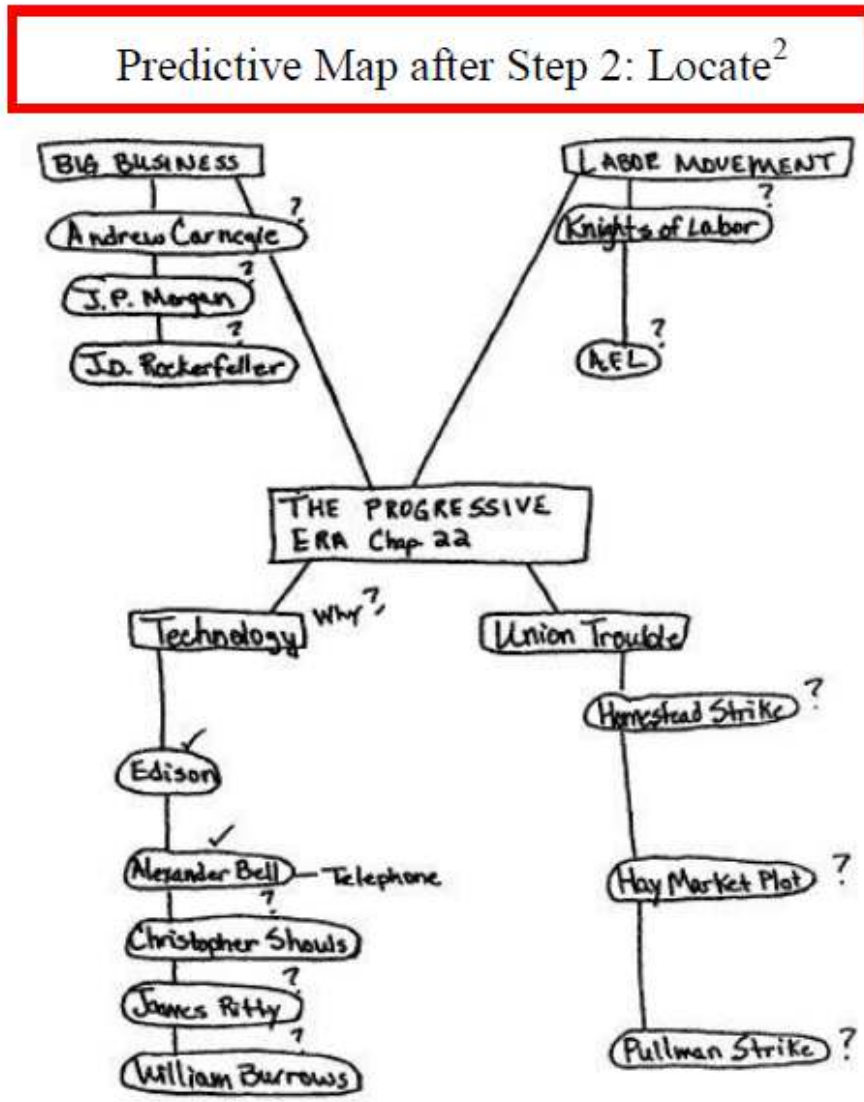 Predictive Map after Step 2: Locate²
BIG BUSINESS
?
Andrew Carnegie
?
J.P. Morgan
?
J.D. Rockerfeller
LABOR MOVEMENT
?
Knights of Labor
?
A.F.L
THE PROGRESSIVE
ERA Chap 22
Technology Why?
✓
Edison
✓
Alexander Bell — Telephone
?
Christopher Showls
?
James Ritty
?
William Burrows
Union Trouble
Homestead Strike ?
Hay Market Plot ?
Pullman Strike ?